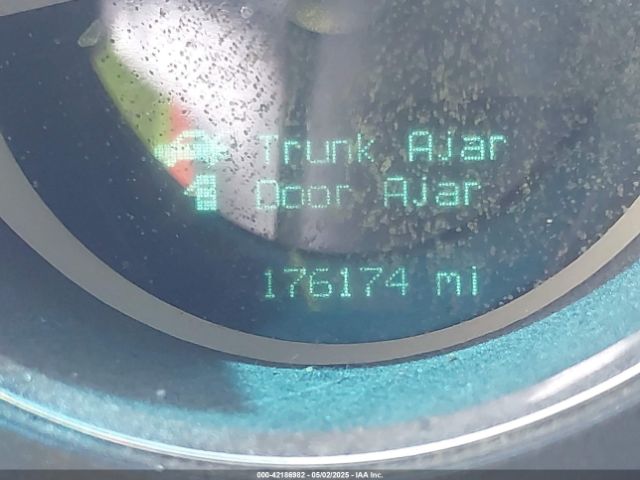 Trunk Ajar
Door Ajar
176174 mi
000-42186982 - 05/02/2025 - IAA Inc.